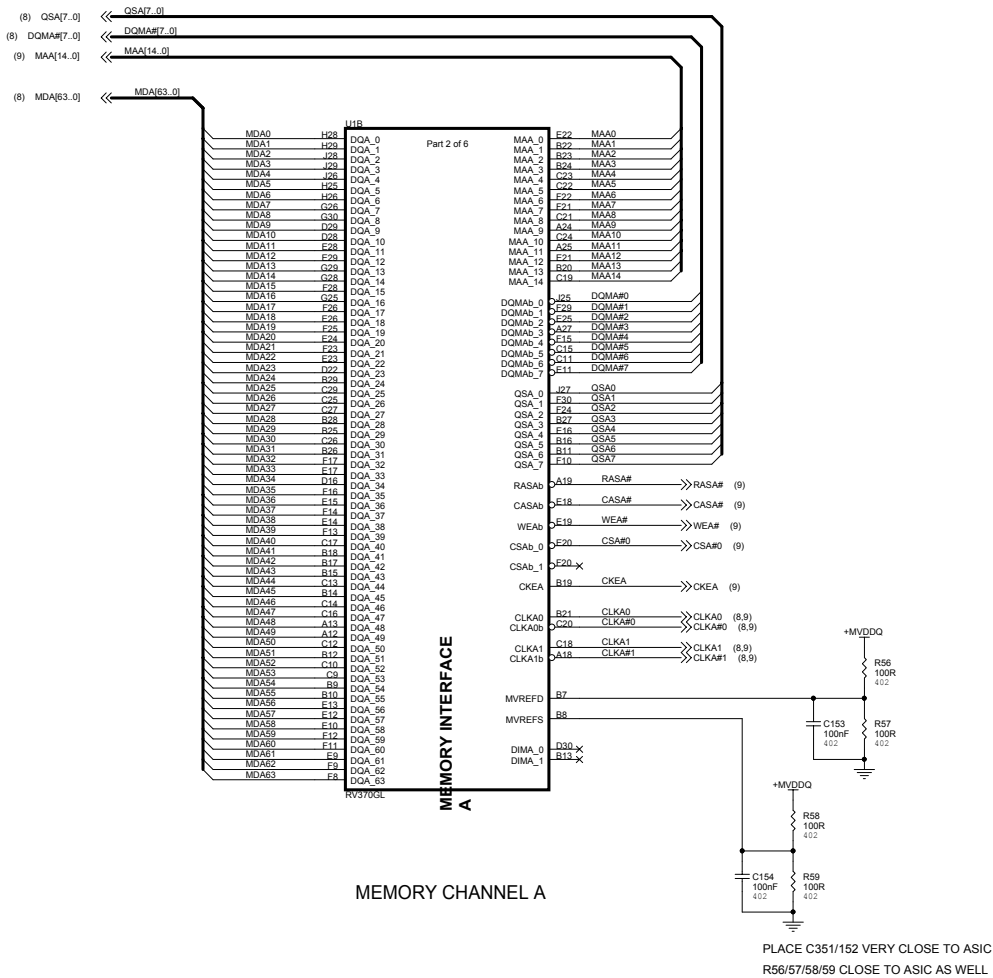 (8) QSA[7..0] QSA[7..0]
(8) DQMA#[7..0] DQMA#[7..0]
(9) MAA[14..0] MAA[14..0]
(8) MDA[63..0] MDA[63..0]
U1B
Part 2 of 6
MDA0 H28 DQA_0
MDA1 H29 DQA_1
MDA2 J28 DQA_2
MDA3 J29 DQA_3
MDA4 J26 DQA_4
MDA5 H25 DQA_5
MDA6 H26 DQA_6
MDA7 G26 DQA_7
MDA8 G30 DQA_8
MDA9 D29 DQA_9
MDA10 D28 DQA_10
MDA11 E28 DQA_11
MDA12 E29 DQA_12
MDA13 G29 DQA_13
MDA14 G28 DQA_14
MDA15 F28 DQA_15
MDA16 G25 DQA_16
MDA17 F26 DQA_17
MDA18 E26 DQA_18
MDA19 F25 DQA_19
MDA20 E24 DQA_20
MDA21 F23 DQA_21
MDA22 E23 DQA_22
MDA23 D22 DQA_23
MDA24 B29 DQA_24
MDA25 C29 DQA_25
MDA26 C25 DQA_26
MDA27 C27 DQA_27
MDA28 B28 DQA_28
MDA29 B25 DQA_29
MDA30 C26 DQA_30
MDA31 B26 DQA_31
MDA32 F17 DQA_32
MDA33 E17 DQA_33
MDA34 D16 DQA_34
MDA35 F16 DQA_35
MDA36 E15 DQA_36
MDA37 F14 DQA_37
MDA38 E14 DQA_38
MDA39 F13 DQA_39
MDA40 C17 DQA_40
MDA41 B18 DQA_41
MDA42 B17 DQA_42
MDA43 B15 DQA_43
MDA44 C13 DQA_44
MDA45 B14 DQA_45
MDA46 C14 DQA_46
MDA47 C16 DQA_47
MDA48 A13 DQA_48
MDA49 A12 DQA_49
MDA50 C12 DQA_50
MDA51 B12 DQA_51
MDA52 C10 DQA_52
MDA53 C9 DQA_53
MDA54 B9 DQA_54
MDA55 B10 DQA_55
MDA56 E13 DQA_56
MDA57 E12 DQA_57
MDA58 E10 DQA_58
MDA59 F12 DQA_59
MDA60 F11 DQA_60
MDA61 E9 DQA_61
MDA62 F9 DQA_62
MDA63 F8 DQA_63
RV370GL
MEMORY INTERFACE
A
MAA_0 E22 MAA0
MAA_1 B22 MAA1
MAA_2 B23 MAA2
MAA_3 B24 MAA3
MAA_4 C23 MAA4
MAA_5 C22 MAA5
MAA_6 F22 MAA6
MAA_7 F21 MAA7
MAA_8 C21 MAA8
MAA_9 A24 MAA9
MAA_10 C24 MAA10
MAA_11 A25 MAA11
MAA_12 E21 MAA12
MAA_13 B20 MAA13
MAA_14 C19 MAA14
DQMAb_0 J25 DQMA#0
DQMAb_1 F29 DQMA#1
DQMAb_2 E25 DQMA#2
DQMAb_3 A27 DQMA#3
DQMAb_4 F15 DQMA#4
DQMAb_5 C15 DQMA#5
DQMAb_6 C11 DQMA#6
DQMAb_7 E11 DQMA#7
QSA_0 J27 QSA0
QSA_1 F30 QSA1
QSA_2 F24 QSA2
QSA_3 B27 QSA3
QSA_4 E16 QSA4
QSA_5 B16 QSA5
QSA_6 B11 QSA6
QSA_7 F10 QSA7
RASAb A19 RASA# RASA# (9)
CASAb E18 CASA# CASA# (9)
WEAb E19 WEA# WEA# (9)
CSAb_0 E20 CSA#0 CSA#0 (9)
CSAb_1 F20
CKEA B19 CKEA CKEA (9)
CLKA0 B21 CLKA0 CLKA0 (8,9)
CLKA0b C20 CLKA#0 CLKA#0 (8,9)
CLKA1 C18 CLKA1 CLKA1 (8,9)
CLKA1b A18 CLKA#1 CLKA#1 (8,9)
MVREFD B7
MVREFS B8
DIMA_0 D30
DIMA_1 B13
+MVDDQ
R56
100R
402
C153
100nF
402
R57
100R
402
+MVDDQ
R58
100R
402
C154
100nF
402
R59
100R
402
MEMORY CHANNEL A
PLACE C351/152 VERY CLOSE TO ASIC
R56/57/58/59 CLOSE TO ASIC AS WELL